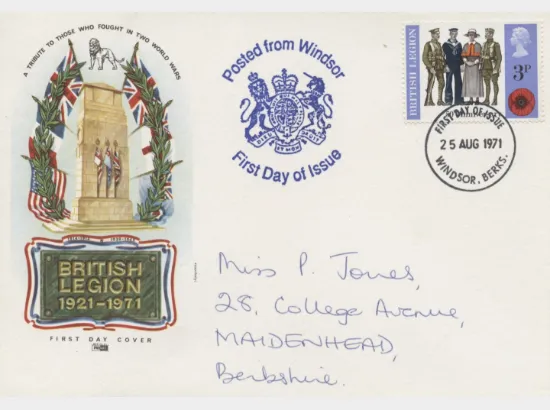 A TRIBUTE TO THOSE WHO FOUGHT IN TWO WORLD WARS
BRITISH
LEGION
1921-1971
FIRST DAY COVER
Posted from Windsor
First Day of Issue
BRITISH LEGION
3P
FIRST DAY OF ISSUE
25 AUG 1971
WINDSOR, BERKS.
Miss P. Jones,
28, College Avenue,
MAIDENHEAD,
Berkshire.